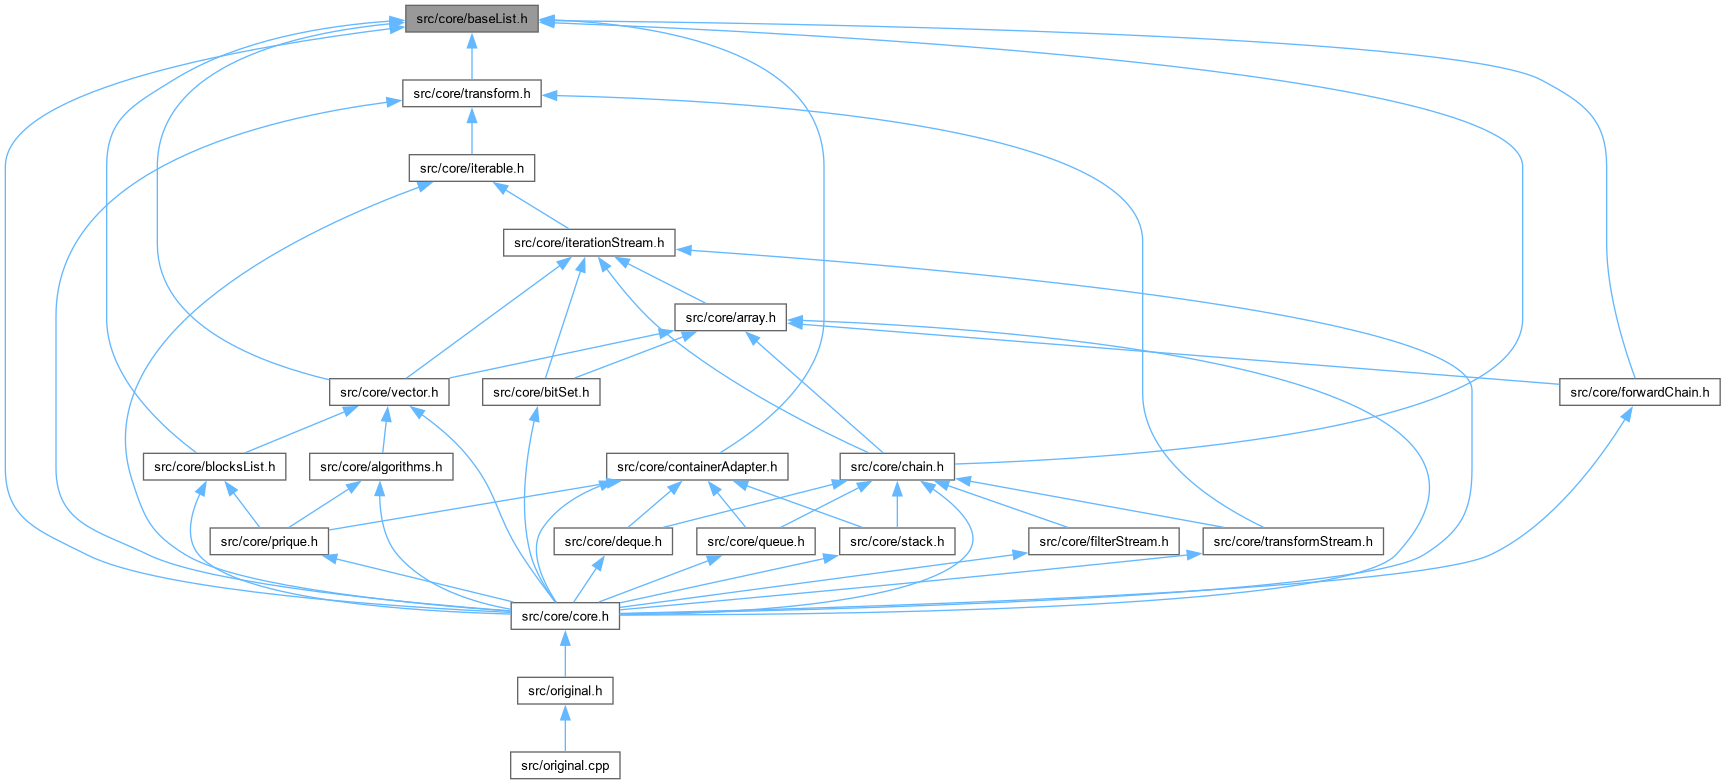 src/core/baseList.h
src/core/transform.h
src/core/iterable.h
src/core/iterationStream.h
src/core/array.h
src/core/vector.h
src/core/bitSet.h
src/core/forwardChain.h
src/core/blocksList.h
src/core/algorithms.h
src/core/containerAdapter.h
src/core/chain.h
src/core/prique.h
src/core/deque.h
src/core/queue.h
src/core/stack.h
src/core/filterStream.h
src/core/transformStream.h
src/core/core.h
src/original.h
src/original.cpp